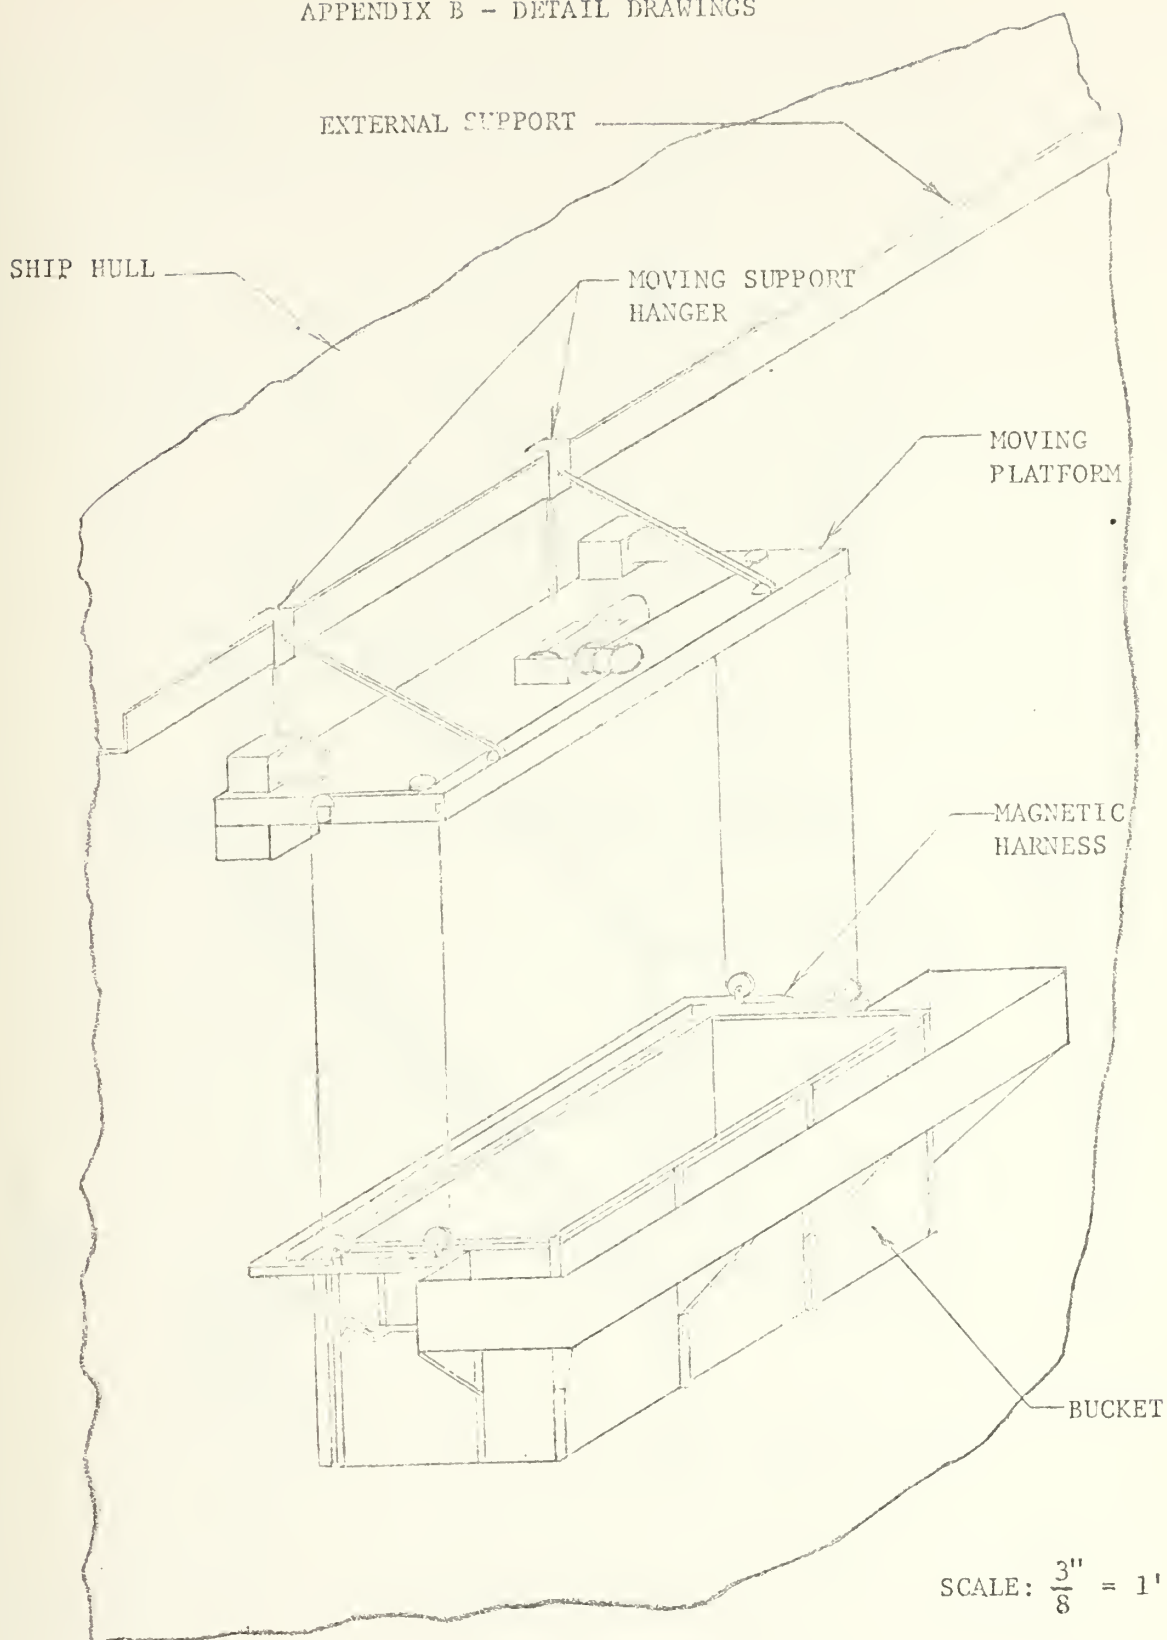 APPENDIX B - DETAIL DRAWINGS
EXTERNAL SUPPORT
SHIP HULL
MOVING SUPPORT
HANGER
MOVING
PLATFORM
MAGNETIC
HARNESS
BUCKET
SCALE: 3"/8 = 1'